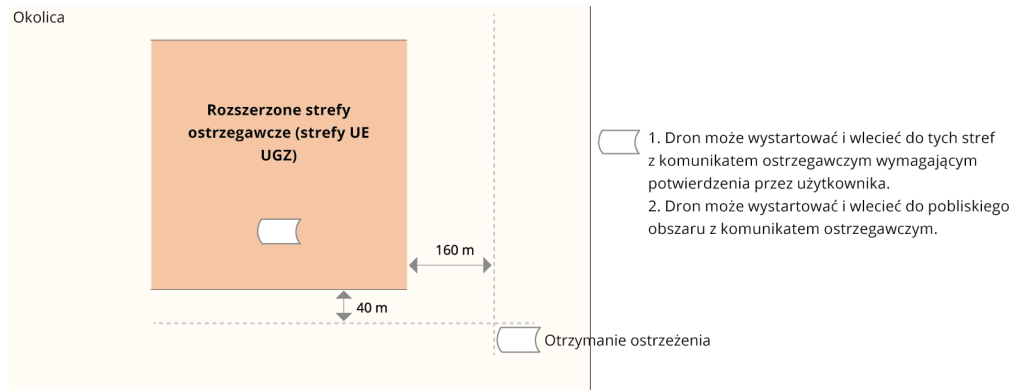 Okolica
Rozszerzone strefy
ostrzegawcze (strefy UE
UGZ)
160 m
40 m
Otrzymanie ostrzeżenia
1. Dron może wystartować i wlecieć do tych stref
z komunikatem ostrzegawczym wymagającym
potwierdzenia przez użytkownika.
2. Dron może wystartować i wlecieć do pobliskiego
obszaru z komunikatem ostrzegawczym.